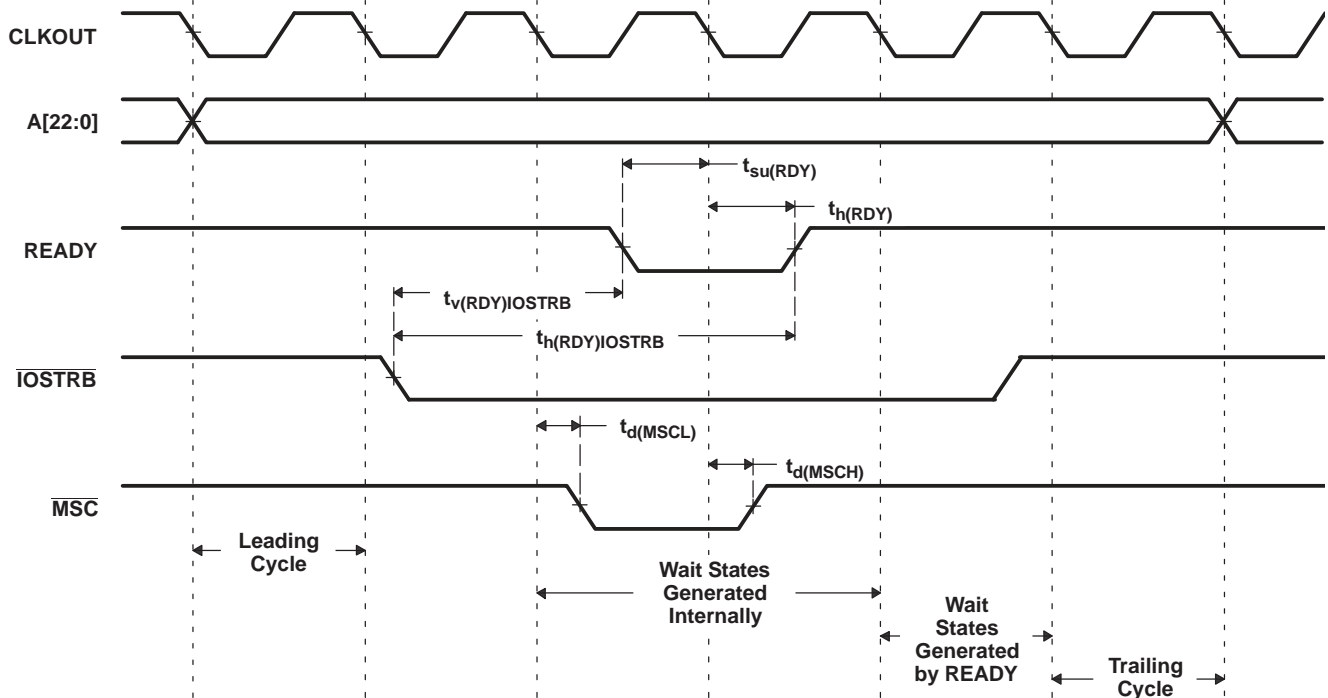 CLKOUT
A[22:0]
tsu(RDY)
th(RDY)
READY
tv(RDY)IOSTRB
th(RDY)IOSTRB
IOSTRB
td(MSCL)
td(MSCH)
MSC
Leading
Cycle
Wait States
Generated
Internally
Wait
States
Generated
by READY
Trailing
Cycle